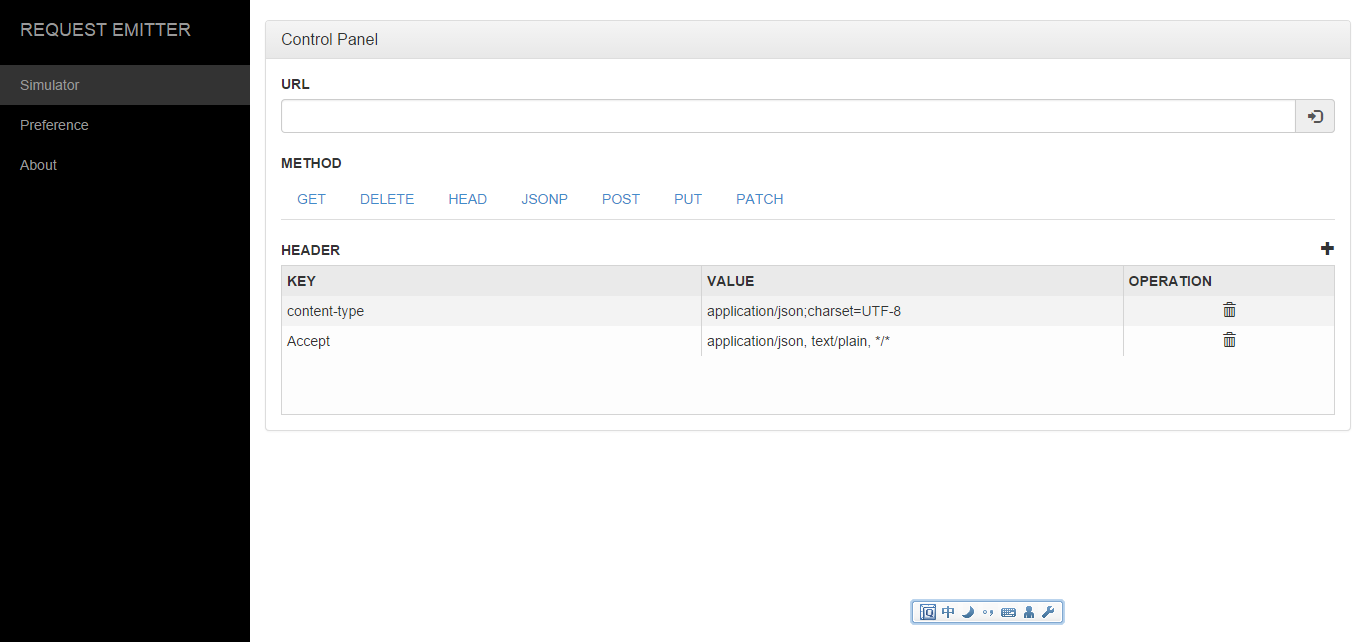 REQUEST EMITTER
Simulator
Preference
About
Control Panel
URL
METHOD
GET DELETE HEAD JSONP POST PUT PATCH
HEADER
KEY VALUE OPERATION
content-type application/json;charset=UTF-8
Accept application/json, text/plain, */*
中